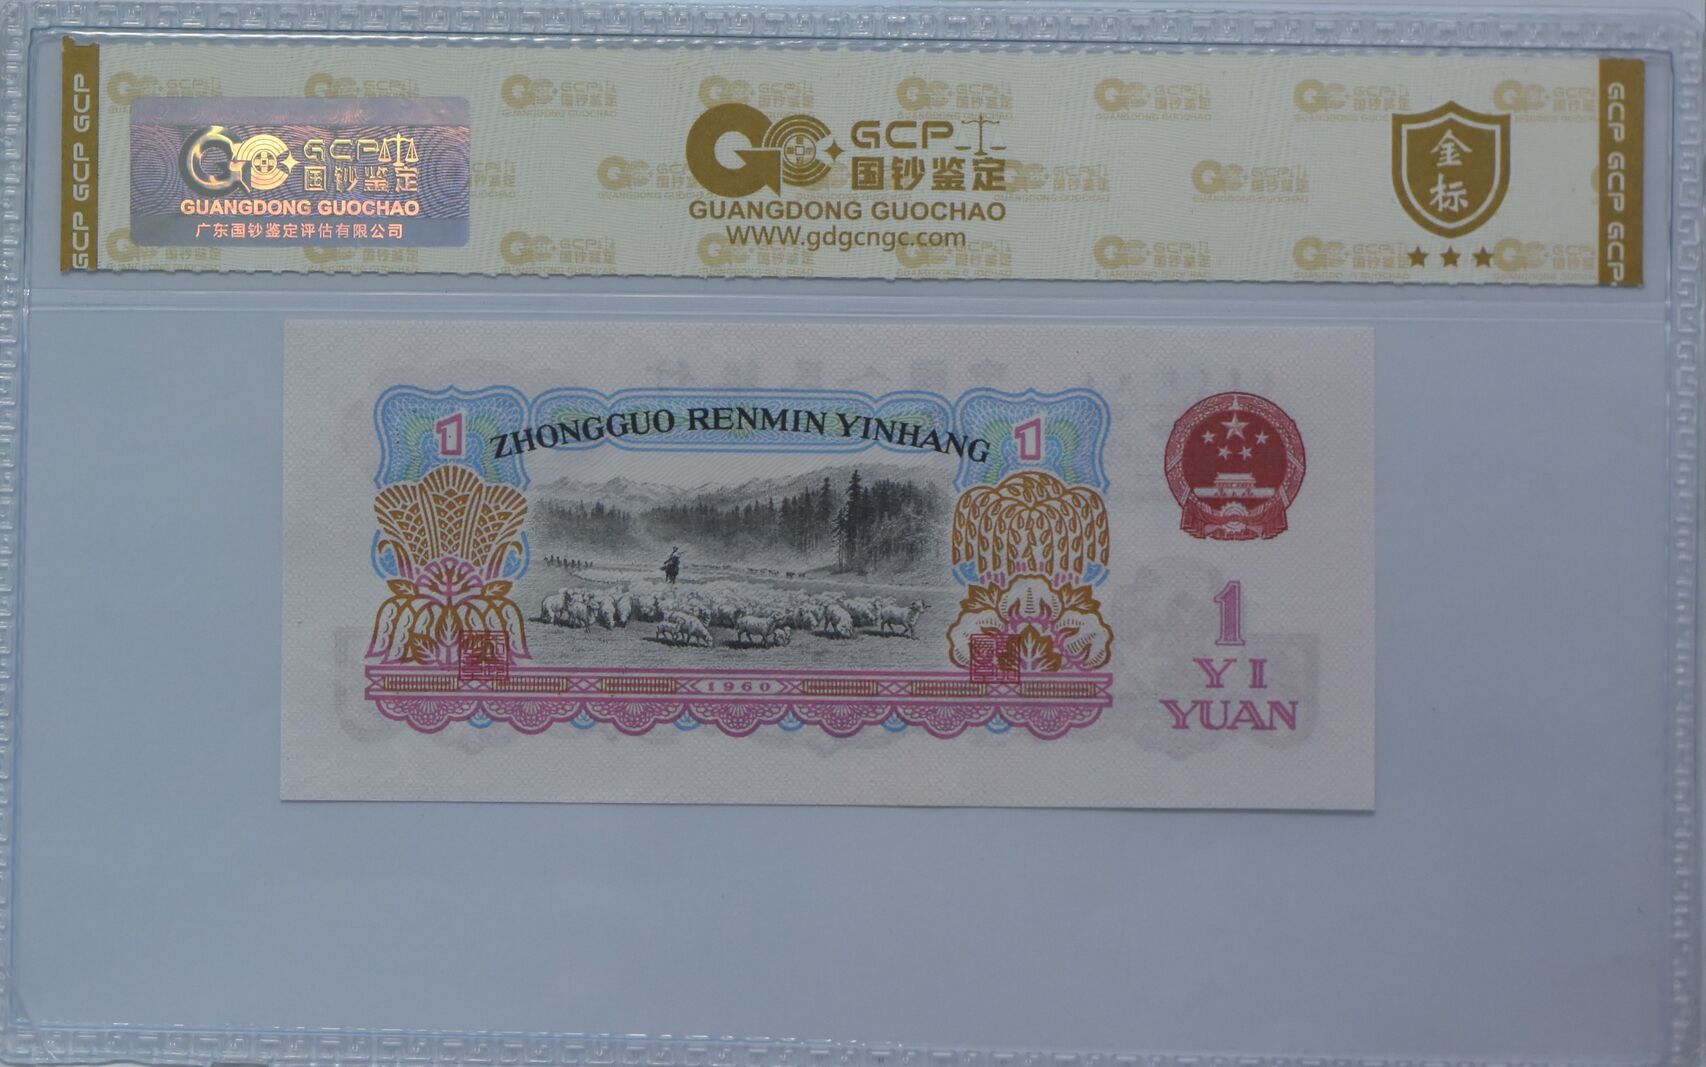 GCP GCP GCP
GCP 国钞鉴定
GUANGDONG GUOCHAO
广东国钞鉴定评估有限公司
GCP 国钞鉴定
GUANGDONG GUOCHAO
WWW.gdgcngc.com
金标
GCP GCP GCP
1
ZHONGGUO RENMIN YINHANG
1
1960
1
YI
YUAN